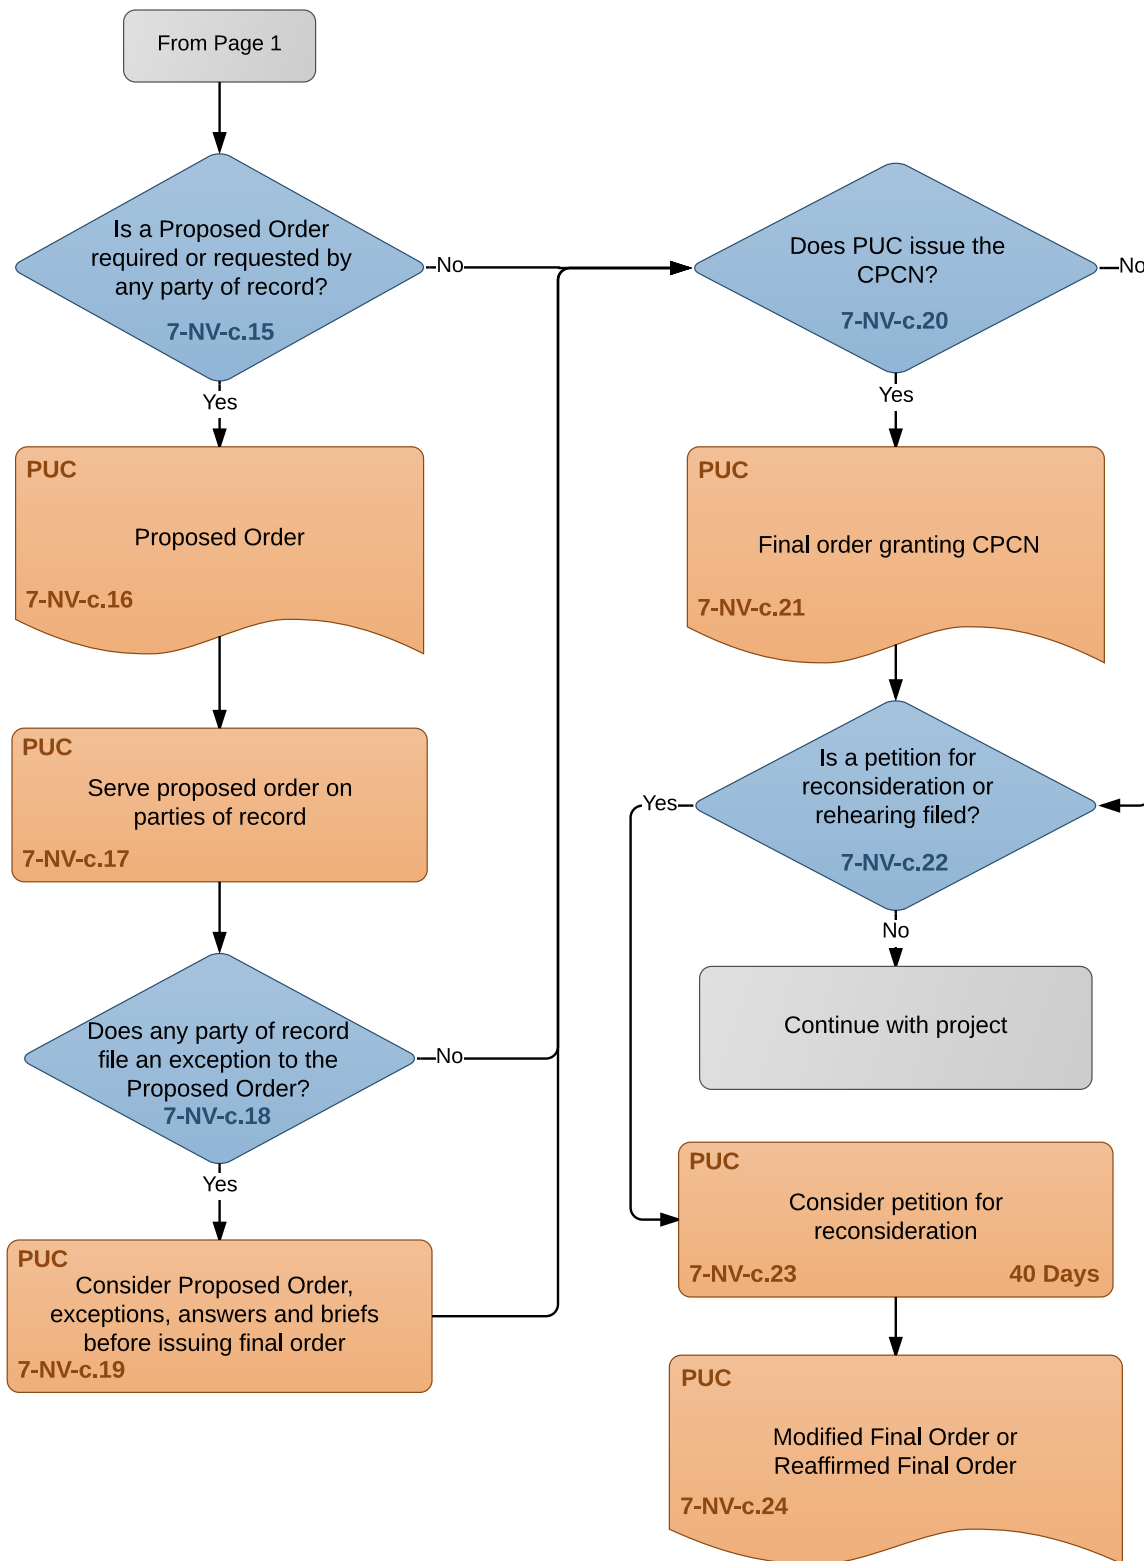 From Page 1
Is a Proposed Order
required or requested by
any party of record?
7-NV-c.15
No
Yes
PUC
Proposed Order
7-NV-c.16
PUC
Serve proposed order on
parties of record
7-NV-c.17
Does any party of record
file an exception to the
Proposed Order?
7-NV-c.18
No
Yes
PUC
Consider Proposed Order,
exceptions, answers and briefs
before issuing final order
7-NV-c.19
Does PUC issue the
CPCN?
7-NV-c.20
No
Yes
PUC
Final order granting CPCN
7-NV-c.21
Is a petition for
reconsideration or
rehearing filed?
7-NV-c.22
Yes
No
Continue with project
PUC
Consider petition for
reconsideration
7-NV-c.23 40 Days
PUC
Modified Final Order or
Reaffirmed Final Order
7-NV-c.24